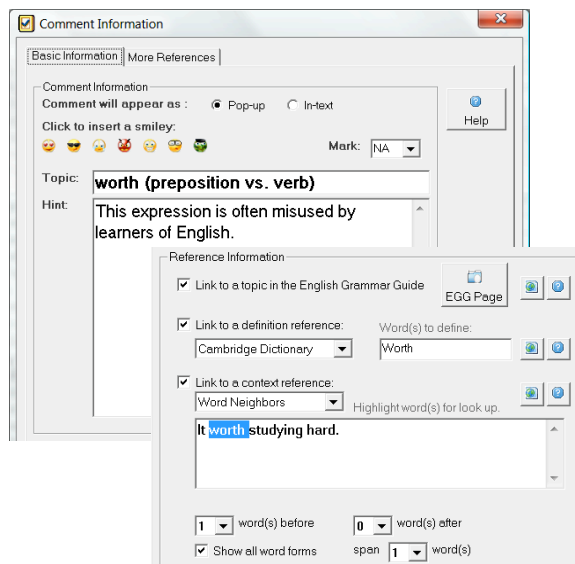 Comment Information
Basic Information More References
Comment Information
Comment will appear as : Pop-up In-text
Help
Click to insert a smiley:
Mark: NA
Topic: worth (preposition vs. verb)
Hint: This expression is often misused by
learners of English.
Reference Information
Link to a topic in the English Grammar Guide
EGG Page
Link to a definition reference: Word(s) to define:
Cambridge Dictionary Worth
Link to a context reference:
Word Neighbors Highlight word(s) for look up.
It worth studying hard.
1 word(s) before 0 word(s) after
Show all word forms span 1 word(s)